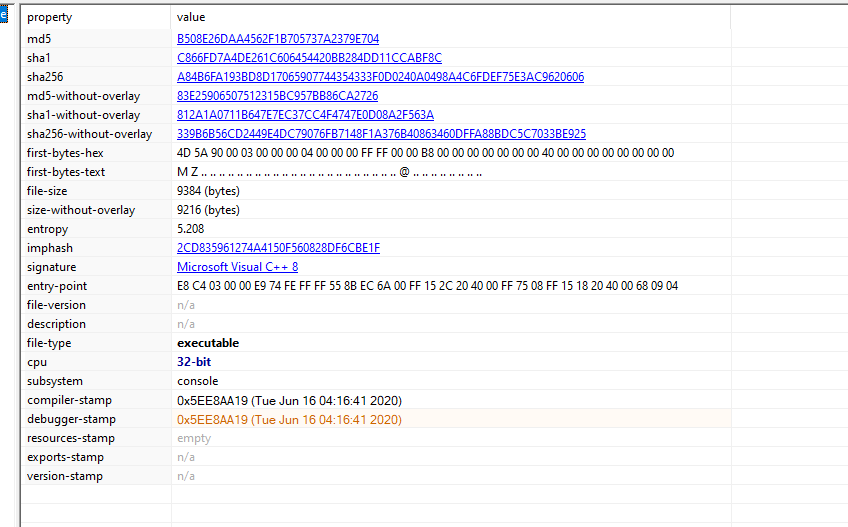 e
property value
md5 B508E26DAA4562F1B705737A2379E704
sha1 C866FD7A4DE261C606454420BB284DD11CCABF8C
sha256 A84B6FA193BD8D17065907744354333F0D0240A0498A4C6FDEF75E3AC9620606
md5-without-overlay 83E25906507512315BC957BB86CA2726
sha1-without-overlay 812A1A0711B647E7EC37CC4F4747E0D08A2F563A
sha256-without-overlay 339B6B56CD2449E4DC79076FB7148F1A376B40863460DFFA88BDC5C7033BE925
first-bytes-hex 4D 5A 90 00 03 00 00 00 04 00 00 00 FF FF 00 00 B8 00 00 00 00 00 00 00 40 00 00 00 00 00 00 00
first-bytes-text M Z .. .. .. .. .. .. .. .. .. .. .. .. .. .. .. .. .. .. .. .. .. .. @ .. .. .. .. .. .. ..
file-size 9384 (bytes)
size-without-overlay 9216 (bytes)
entropy 5.208
imphash 2CD835961274A4150F560828DF6CBE1F
signature Microsoft Visual C++ 8
entry-point E8 C4 03 00 00 E9 74 FE FF FF 55 8B EC 6A 00 FF 15 2C 20 40 00 FF 75 08 FF 15 18 20 40 00 68 09 04
file-version n/a
description n/a
file-type executable
cpu 32-bit
subsystem console
compiler-stamp 0x5EE8AA19 (Tue Jun 16 04:16:41 2020)
debugger-stamp 0x5EE8AA19 (Tue Jun 16 04:16:41 2020)
resources-stamp empty
exports-stamp n/a
version-stamp n/a